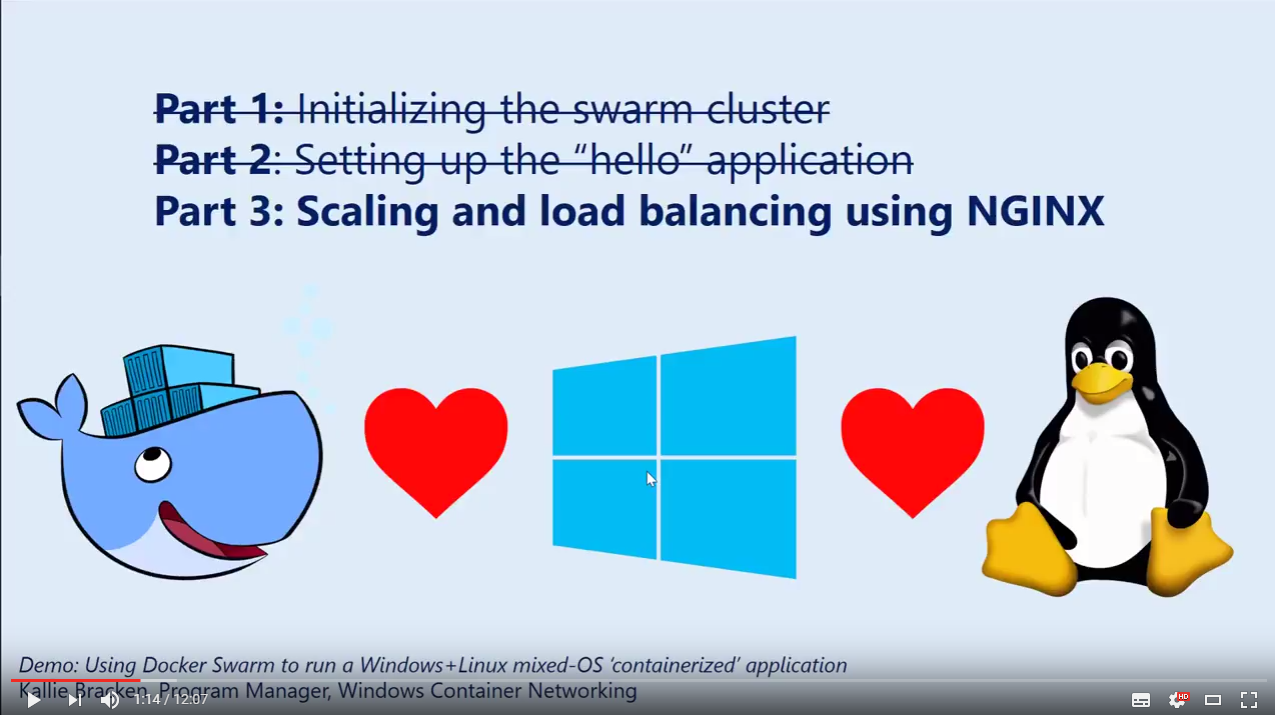 Part 1: Initializing the swarm cluster
Part 2: Setting up the “hello” application
Part 3: Scaling and load balancing using NGINX
Demo: Using Docker Swarm to run a Windows+Linux mixed-OS ‘containerized’ application
Kallie Bracken, Program Manager, Windows Container Networking
1:14 / 12:07
HD